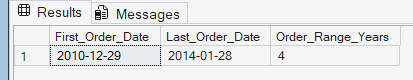 Results Messages
First_Order_Date Last_Order_Date Order_Range_Years
1 2010-12-29 2014-01-28 4